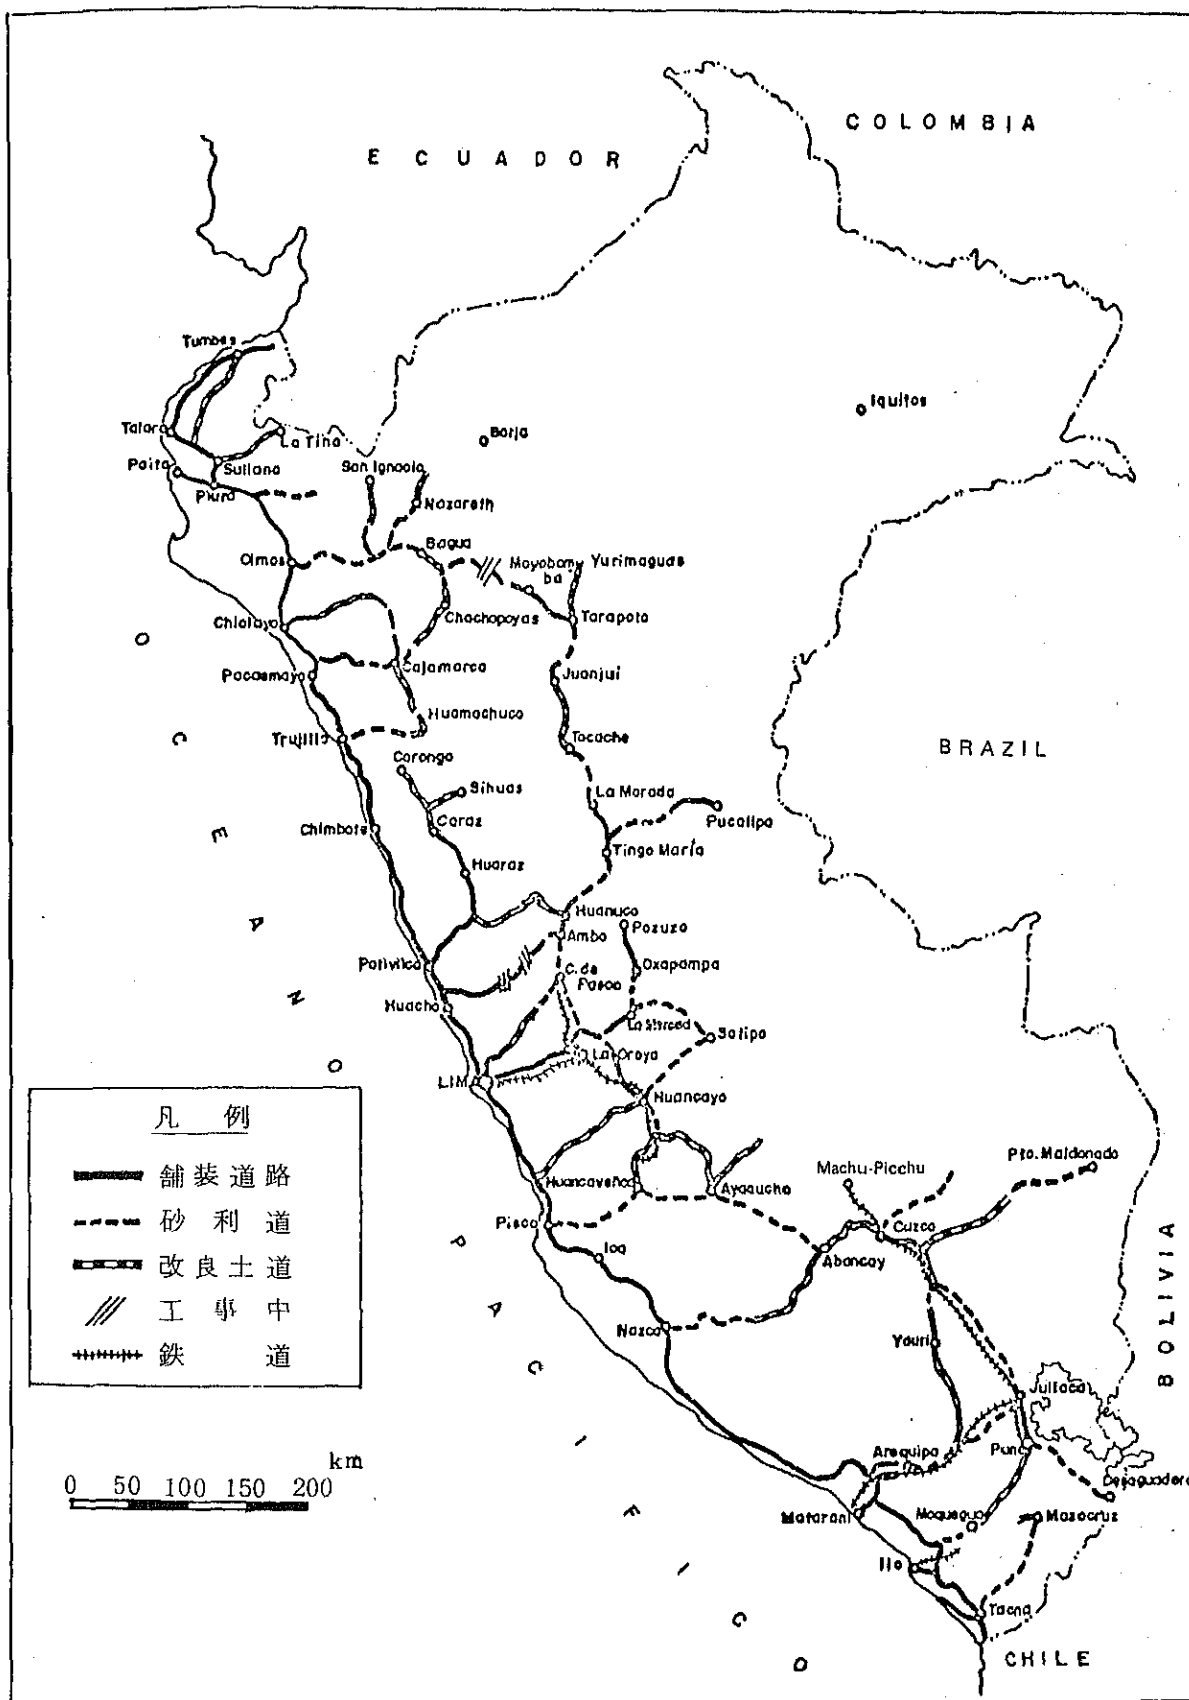 COLOMBIA
ECUADOR
Tumbes
Talara
La Tina
Borja
Iquitos
Paita
Sullana
San Ignacio
Piura
Nazareth
Olmos
Bagua
Moyobam
ba
Yurimaguas
Chachopoyas
Tarapoto
Chiclayo
Cajamarca
Pacasmayo
Juanjuí
Huamachuco
Trujillo
Tocache
BRAZIL
Corongo
Sihuas
La Morada
Pucallpa
Chimbote
Caraz
Tingo María
Huaraz
Huanuco
Pozuzo
Ambo
Pativilca
Oxapampa
C. de
Pasco
Huacho
La Merced
Satipo
La Oroya
LIMA
Huancayo
OCEANO PACIFICO
凡 例
舗装道路
砂利道
改良土道
工事中
鉄道
Machu-Picchu
Pto. Maldonado
Huancavelica
Ayacucho
Pisco
Cuzco
Ica
Abancay
BOLIVIA
Nazca
Yauri
Juliaca
km
0 50 100 150 200
Arequipa
Puno
Desaguadero
Matarani
Moquegua
Mazocruz
Ilo
Tacna
CHILE